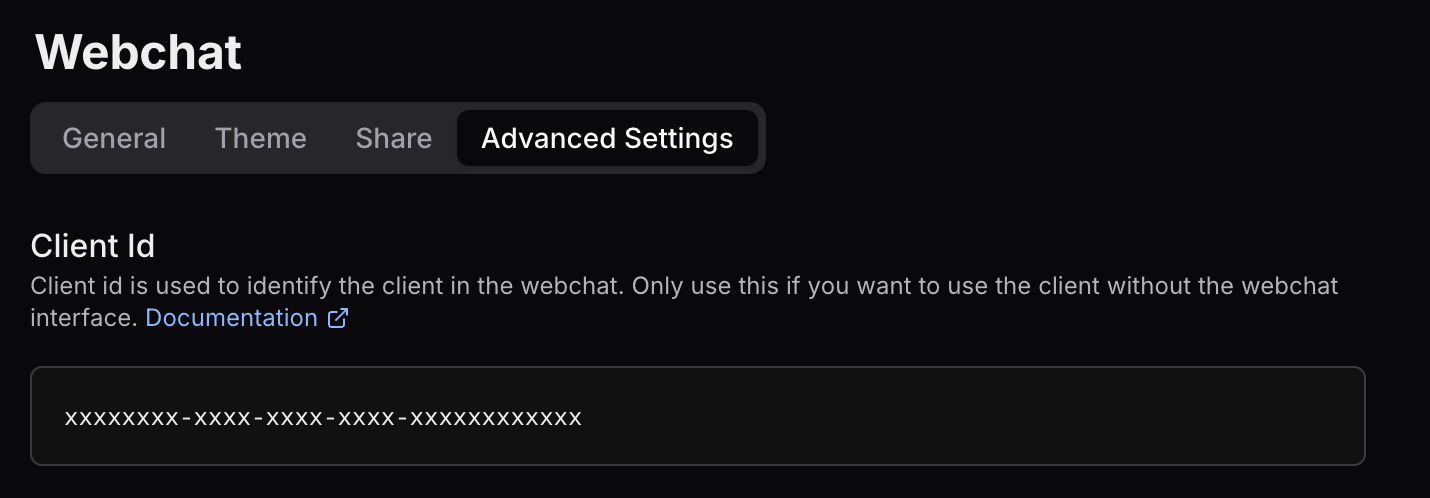 Webchat
General Theme Share Advanced Settings
Client Id
Client id is used to identify the client in the webchat. Only use this if you want to use the client without the webchat
interface. Documentation
xxxxxxxx-xxxx-xxxx-xxxx-xxxxxxxxxxxx